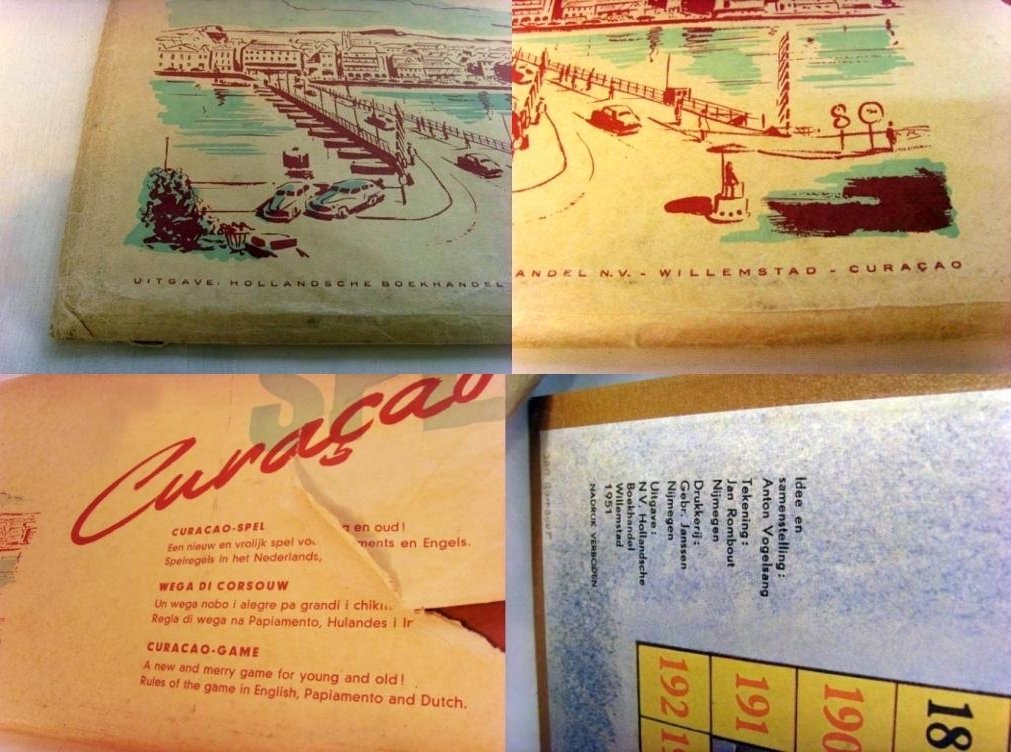 UITGAVE: HOLLANDSCHE BOEKHANDEL
ANDEL N.V. - WILLEMSTAD - CURAÇAO
80
Curaçao
CURACAO-SPEL
Een nieuw en vrolijk spel g en oud!
Spelregels in het Nederlands, ments en Engels.
WEGA DI CORSOUW
Un wega nobo i alegre pa grandi i
Regla di wega na Papiamento, Hulandes i
CURACAO-GAME
A new and merry game for young and old!
Rules of the game in English, Papiamento and Dutch.
Idee en
samenstelling:
Anton Vogelsang
Tekening:
Jan Rombout
Nijmegen
Drukkerij:
Gebr. Janssen
Nijmegen
Uitgave:
N.V. Hollandsche
Boekhandel
Willemstad
1951
NADRUK VERBODEN
192 191 190 18